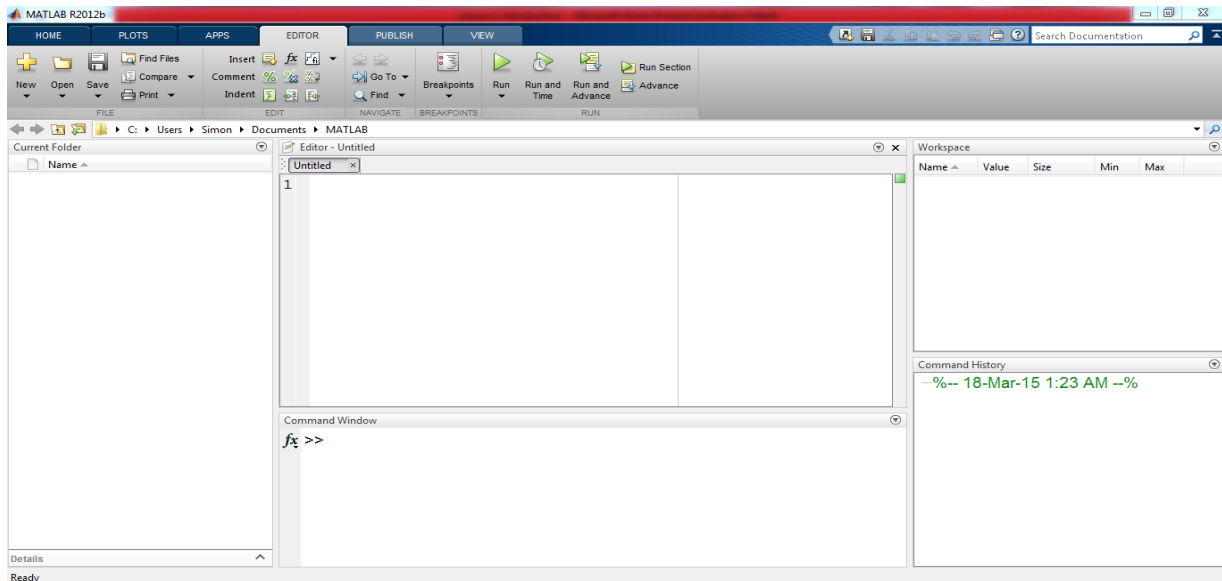 MATLAB R2012b
HOME PLOTS APPS EDITOR PUBLISH VIEW Search Documentation
New Open Save Find Files Compare Print
Insert fx
Comment
Indent
Go To
Find
Breakpoints
Run Run and Time Run and Advance Run Section Advance
FILE EDIT NAVIGATE BREAKPOINTS RUN
C: Users Simon Documents MATLAB
Current Folder
Name
Editor - Untitled
Untitled
1
Command Window
fx >>
Workspace
Name Value Size Min Max
Command History
%-- 18-Mar-15 1:23 AM --%
Details
Ready